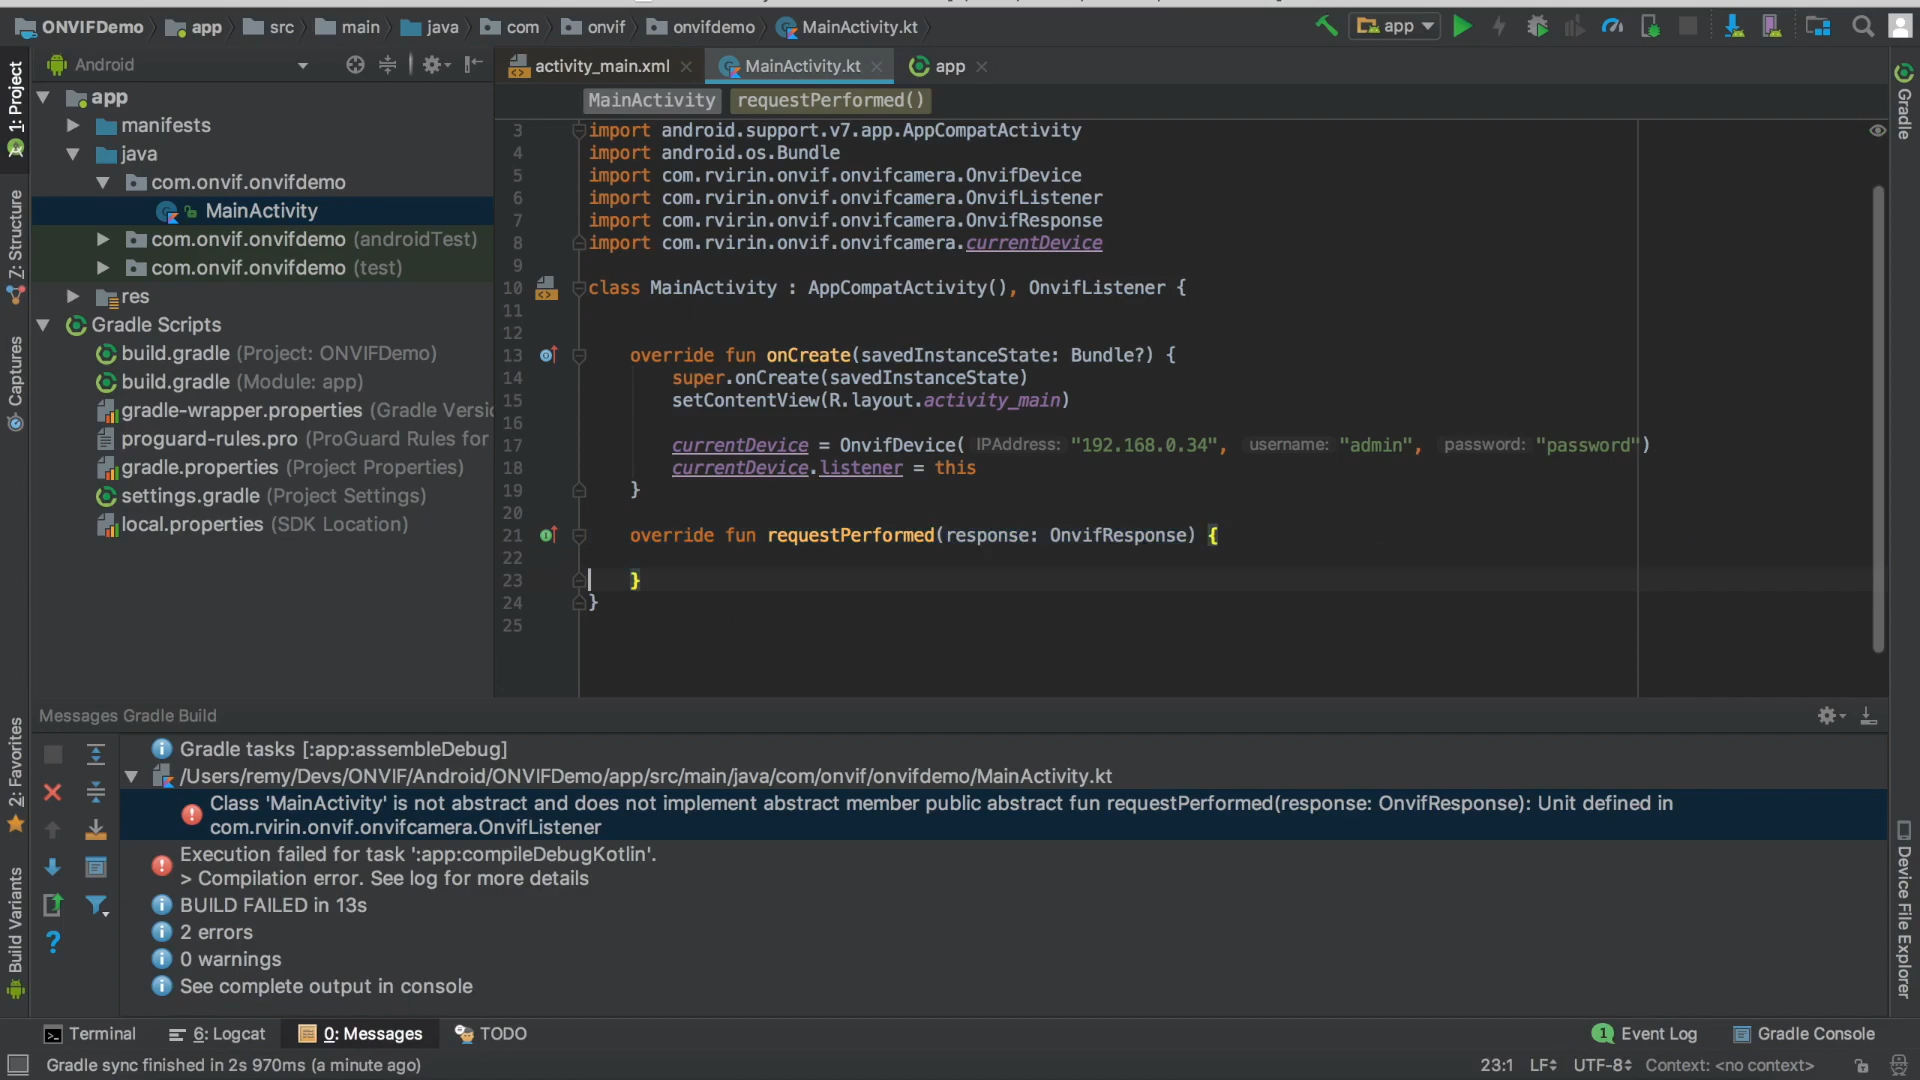 ONVIFDemo app src main java com onvif onvifdemo MainActivity.kt app
1: Project
Z: Structure
Captures
2: Favorites
Build Variants
Android
app
manifests
java
com.onvif.onvifdemo
MainActivity
com.onvif.onvifdemo (androidTest)
com.onvif.onvifdemo (test)
res
Gradle Scripts
build.gradle (Project: ONVIFDemo)
build.gradle (Module: app)
gradle-wrapper.properties (Gradle Versio
proguard-rules.pro (ProGuard Rules for
gradle.properties (Project Properties)
settings.gradle (Project Settings)
local.properties (SDK Location)
activity_main.xml MainActivity.kt app
MainActivity requestPerformed()
3 import android.support.v7.app.AppCompatActivity
4 import android.os.Bundle
5 import com.rvirin.onvif.onvifcamera.OnvifDevice
6 import com.rvirin.onvif.onvifcamera.OnvifListener
7 import com.rvirin.onvif.onvifcamera.OnvifResponse
8 import com.rvirin.onvif.onvifcamera.currentDevice
9
10 class MainActivity : AppCompatActivity(), OnvifListener {
11
12
13 override fun onCreate(savedInstanceState: Bundle?) {
14 super.onCreate(savedInstanceState)
15 setContentView(R.layout.activity_main)
16
17 currentDevice = OnvifDevice( IPAddress: "192.168.0.34", username: "admin", password: "password")
18 currentDevice.listener = this
19 }
20
21 override fun requestPerformed(response: OnvifResponse) {
22
23 }
24 }
25
Gradle
Device File Explorer
Messages Gradle Build
Gradle tasks [:app:assembleDebug]
/Users/remy/Devs/ONVIF/Android/ONVIFDemo/app/src/main/java/com/onvif/onvifdemo/MainActivity.kt
Class 'MainActivity' is not abstract and does not implement abstract member public abstract fun requestPerformed(response: OnvifResponse): Unit defined in
com.rvirin.onvif.onvifcamera.OnvifListener
Execution failed for task ':app:compileDebugKotlin'.
> Compilation error. See log for more details
BUILD FAILED in 13s
2 errors
0 warnings
See complete output in console
Terminal 6: Logcat 0: Messages TODO 1 Event Log Gradle Console
Gradle sync finished in 2s 970ms (a minute ago) 23:1 LF UTF-8 Context: <no context>